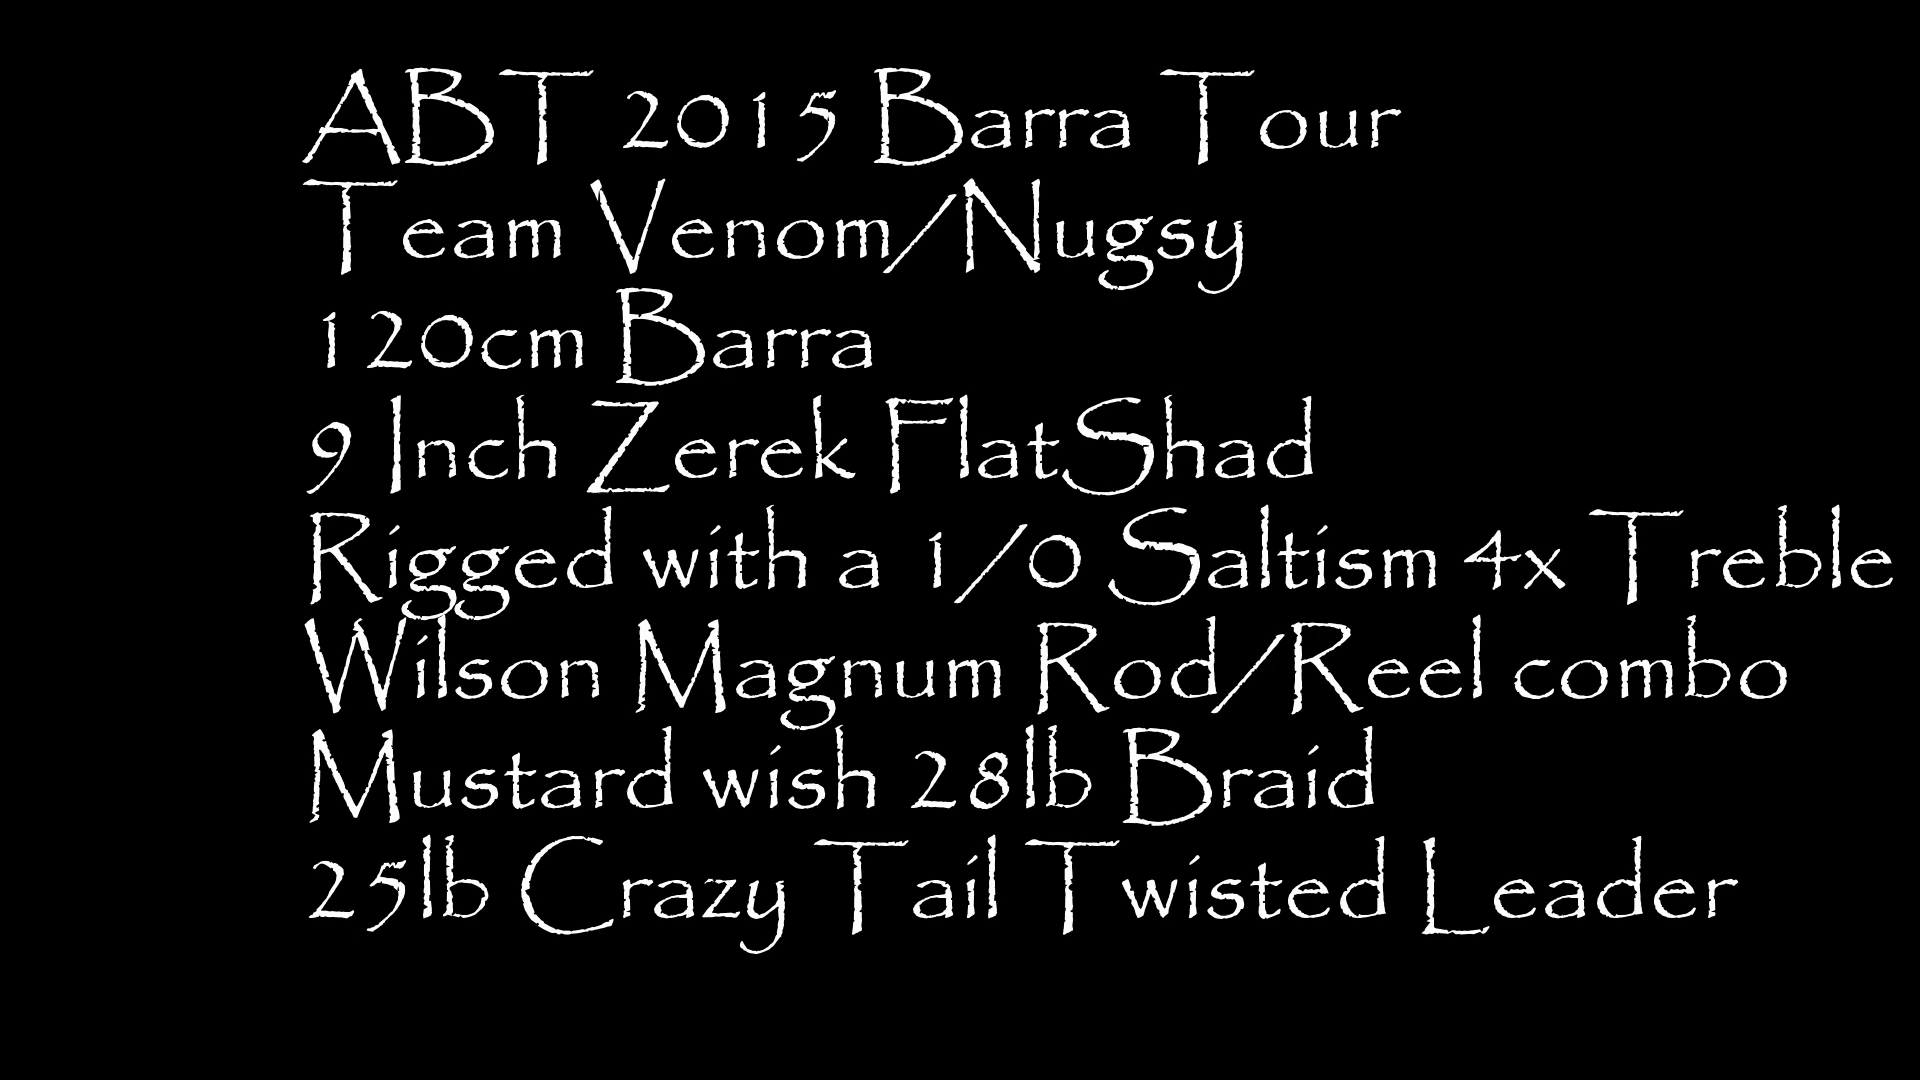 ABT 2015 Barra Tour
Team Venom/Nugsy
120cm Barra
9 Inch Zerek FlatShad
Rigged with a 1/0 Saltism 4x Treble
Wilson Magnum Rod/Reel combo
Mustard wish 28lb Braid
25lb Crazy Tail Twisted Leader